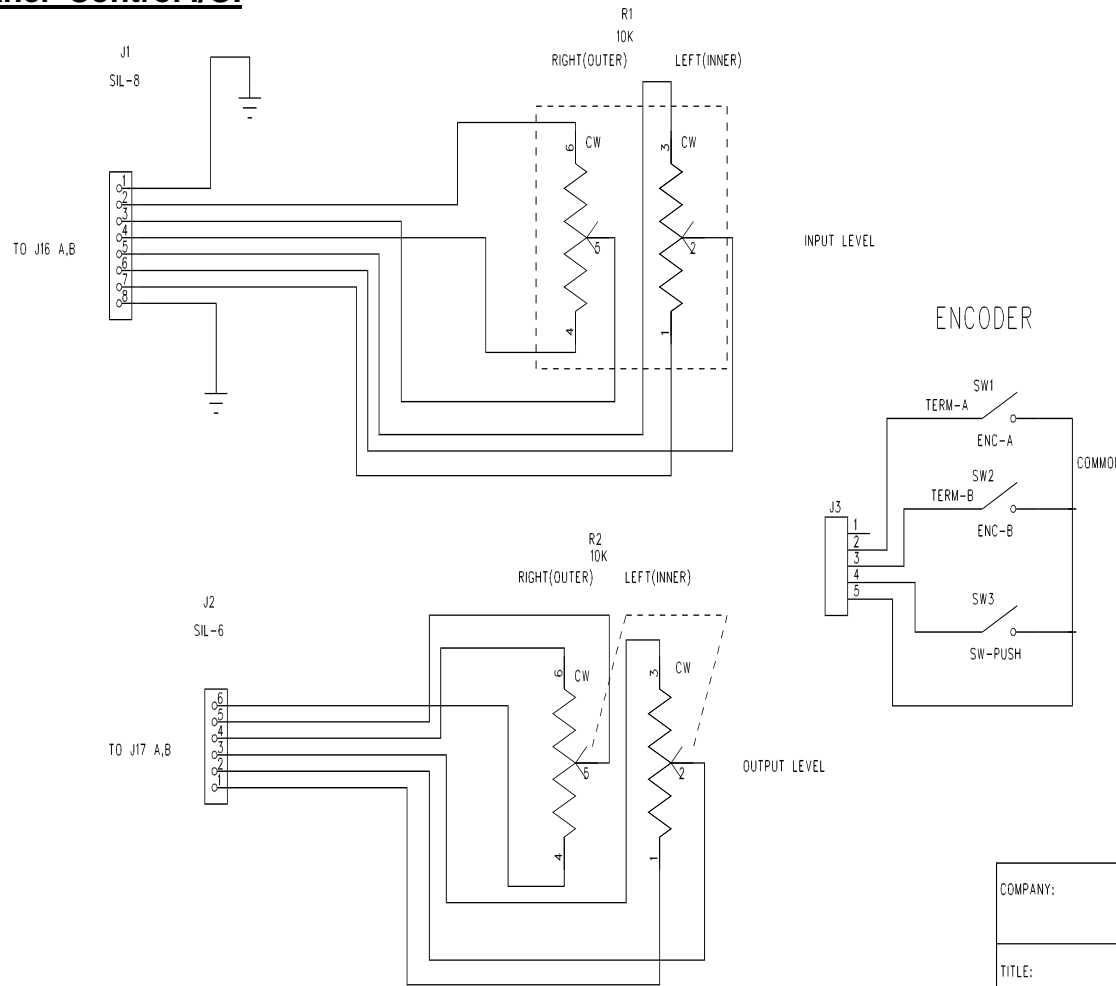 J1
SIL-8
1
2
3
4
5
6
7
8
TO J16 A,B
R1
10K
RIGHT(OUTER) LEFT(INNER)
6 CW 3 CW
5 2
4 1
INPUT LEVEL
J2
SIL-6
6
5
4
3
2
1
TO J17 A,B
R2
10K
RIGHT(OUTER) LEFT(INNER)
6 CW 3 CW
5 2
4 1
OUTPUT LEVEL
ENCODER
SW1
TERM-A
ENC-A
SW2
TERM-B
ENC-B
SW3
SW-PUSH
J3
1
2
3
4
5
COMPANY:
TITLE: